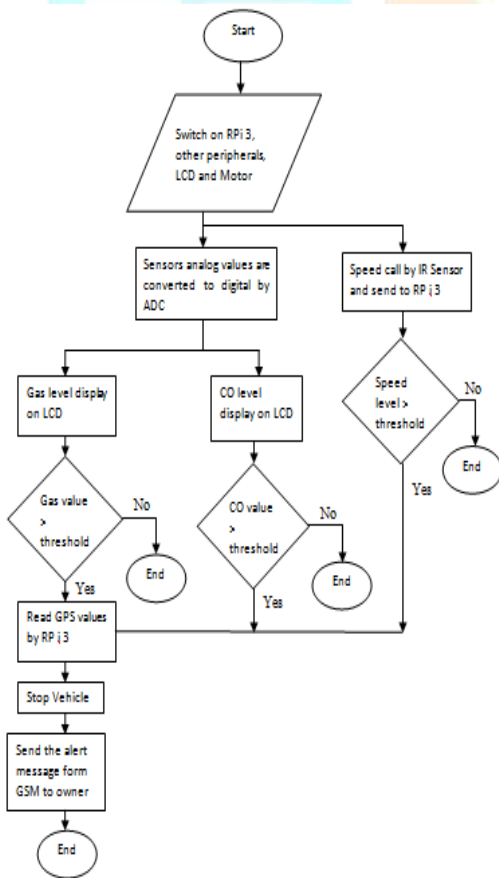 Start
Switch on RPi 3,
other peripherals,
LCD and Motor
Sensors analog values are
converted to digital by
ADC
Speed call by IR Sensor
and send to RP i 3
Gas level display
on LCD
CO level
display on LCD
Speed
level >
threshold
No
End
Yes
Gas value
>
threshold
No
End
Yes
CO value
>
threshold
No
End
Yes
Read GPS values
by RP i 3
Stop Vehicle
Send the alert
message form
GSM to owner
End